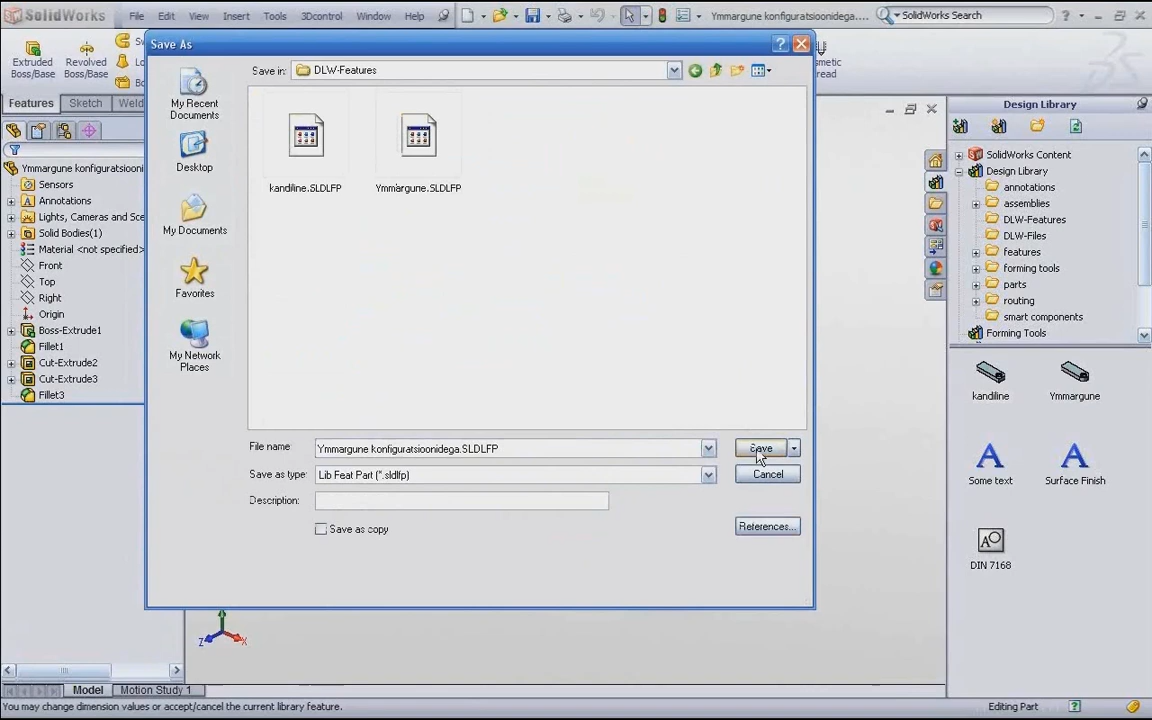 SolidWorks
File
Edit
View
Insert
Tools
3Dcontrol
Window
Help
Ymmargune konfiguratsioonidega....
SolidWorks Search
Extruded
Boss/Base
Revolved
Boss/Base
Features
Sketch
Save As
Save in:
DLW-Features
My Recent
Documents
Desktop
My Documents
Favorites
My Network
Places
kandiline.SLDLFP
Ymmargune.SLDLFP
File name:
Ymmargune konfiguratsioonidega.SLDLFP
Save
Save as type:
Lib Feat Part (*.sldlfp)
Cancel
Description:
Save as copy
References...
Ymmargune konfiguratsiooni
Sensors
Annotations
Lights, Cameras and Sce
Solid Bodies(1)
Material <not specified>
Front
Top
Right
Origin
Boss-Extrude1
Fillet1
Cut-Extrude2
Cut-Extrude3
Fillet3
Design Library
SolidWorks Content
Design Library
annotations
assemblies
DLW-Features
DLW-Files
features
forming tools
parts
routing
smart components
Forming Tools
kandiline
Ymmargune
Some text
Surface Finish
DIN 7168
Z
X
Model
Motion Study 1
You may change dimension values or accept/cancel the current library feature.
Editing Part